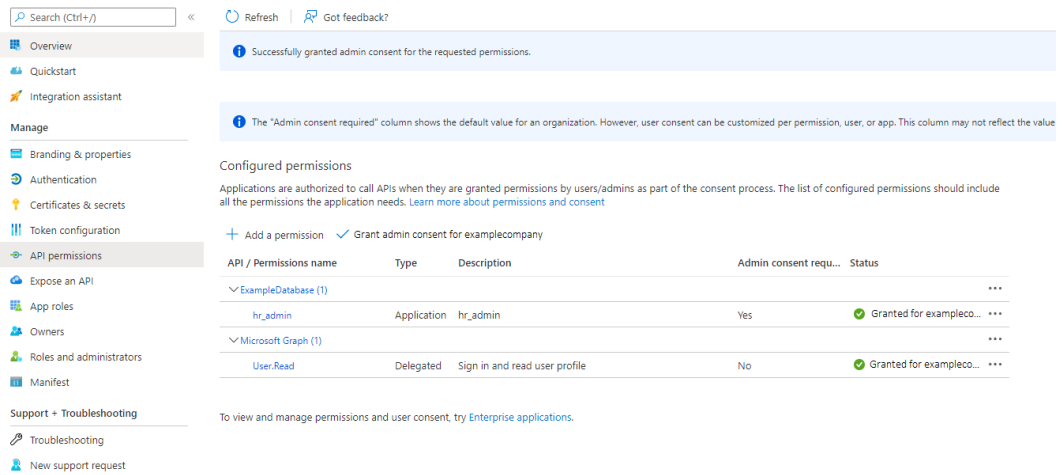 Search (Ctrl+/)
«
Refresh
Got feedback?
Overview
Quickstart
Integration assistant
Manage
Branding & properties
Authentication
Certificates & secrets
Token configuration
API permissions
Expose an API
App roles
Owners
Roles and administrators
Manifest
Support + Troubleshooting
Troubleshooting
New support request
Successfully granted admin consent for the requested permissions.
The "Admin consent required" column shows the default value for an organization. However, user consent can be customized per permission, user, or app. This column may not reflect the value
Configured permissions
Applications are authorized to call APIs when they are granted permissions by users/admins as part of the consent process. The list of configured permissions should include
all the permissions the application needs. Learn more about permissions and consent
Add a permission
Grant admin consent for examplecompany
API / Permissions name Type Description Admin consent requ... Status
ExampleDatabase (1)
hr_admin Application hr_admin Yes Granted for exampleco...
Microsoft Graph (1)
User.Read Delegated Sign in and read user profile No Granted for exampleco...
To view and manage permissions and user consent, try Enterprise applications.